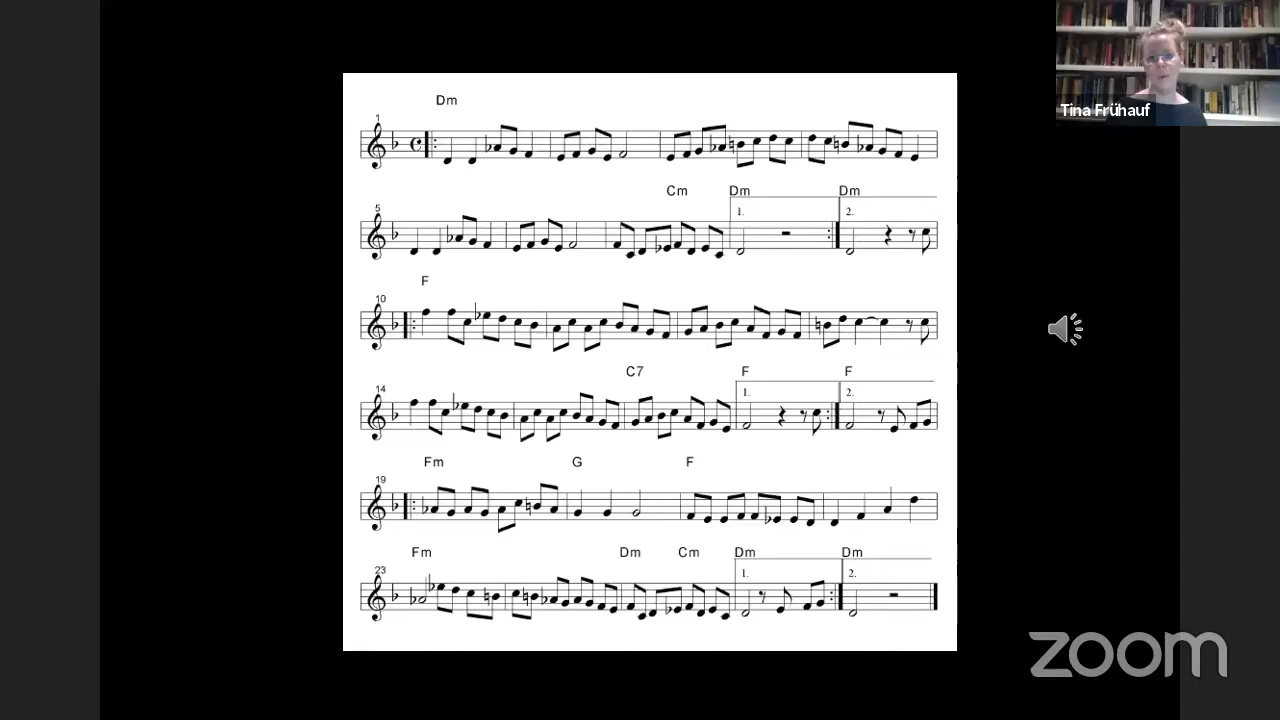 Tina Frühauf
Dm
1
5
Cm Dm Dm
1. 2.
F
10
14
C7 F F
1. 2.
Fm G F
19
Fm Dm Cm Dm Dm
23
1. 2.
zoom